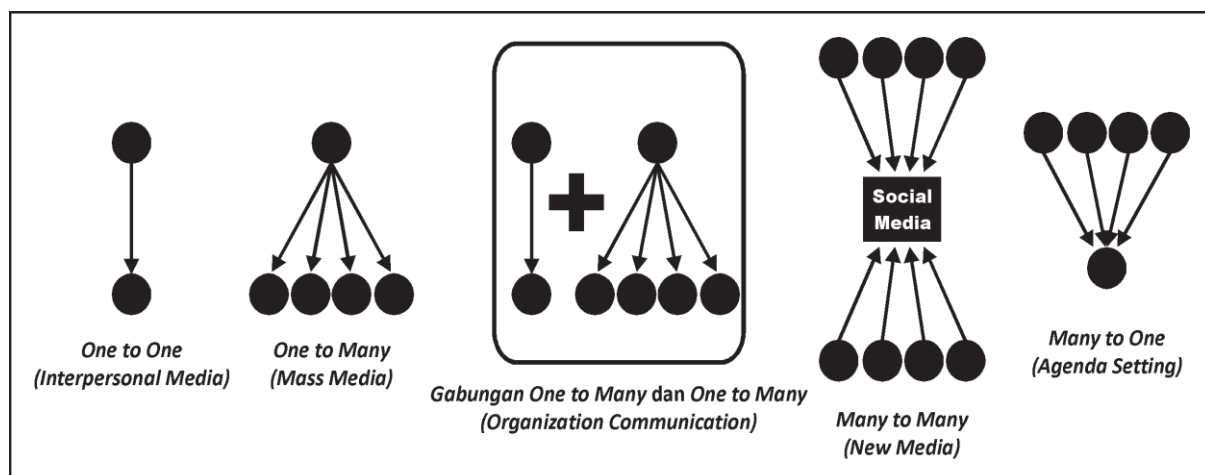 One to One
(Interpersonal Media)
One to Many
(Mass Media)
Gabungan One to Many dan One to Many
(Organization Communication)
Social
Media
Many to Many
(New Media)
Many to One
(Agenda Setting)